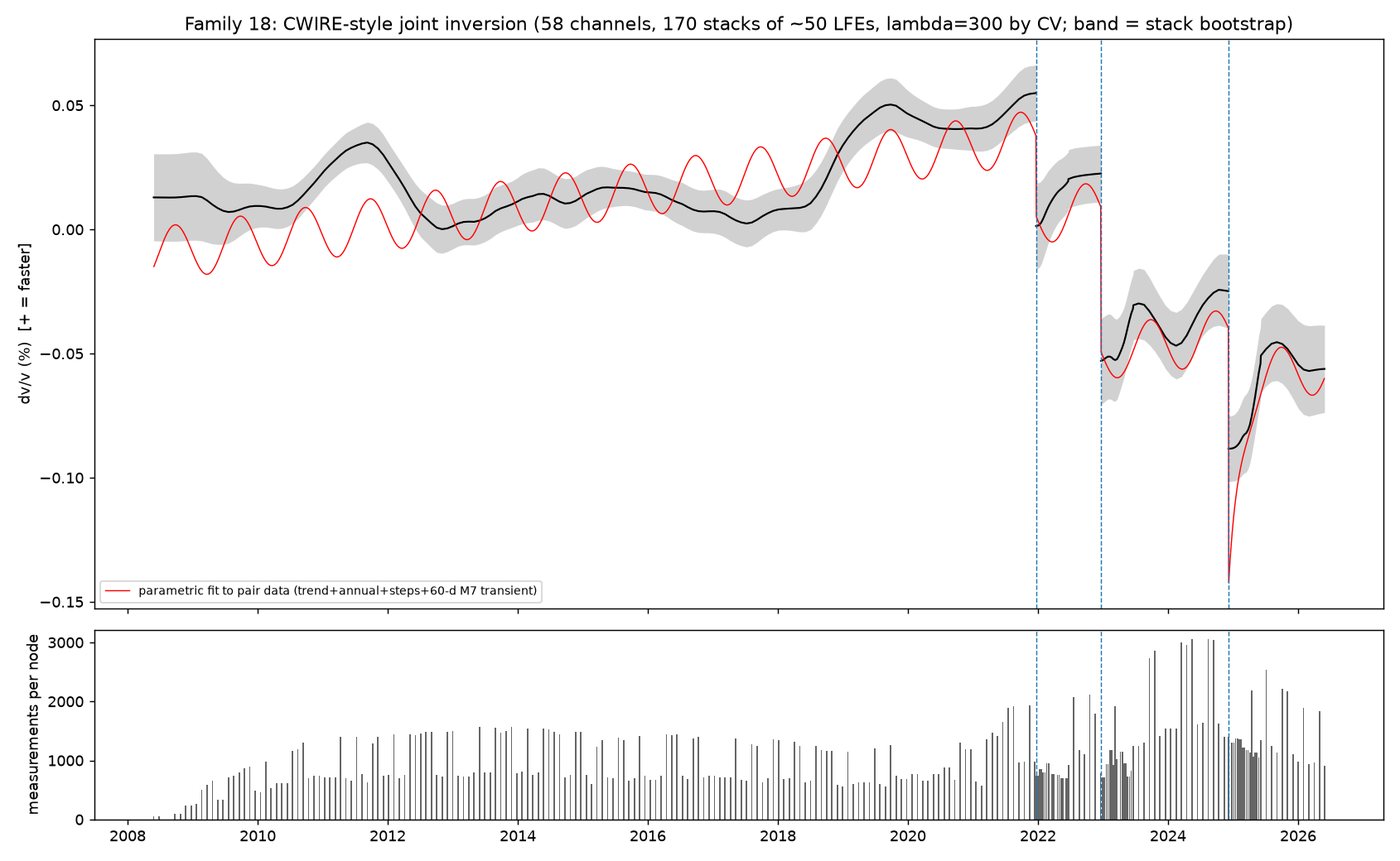 Family 18: CWIRE-style joint inversion (58 channels, 170 stacks of ~50 LFEs, lambda=300 by CV; band = stack bootstrap)
dv/v (%)  [+ = faster]
0.05
0.00
−0.05
−0.10
−0.15
parametric fit to pair data (trend+annual+steps+60-d M7 transient)
measurements per node
3000
2000
1000
0
2008 2010 2012 2014 2016 2018 2020 2022 2024 2026